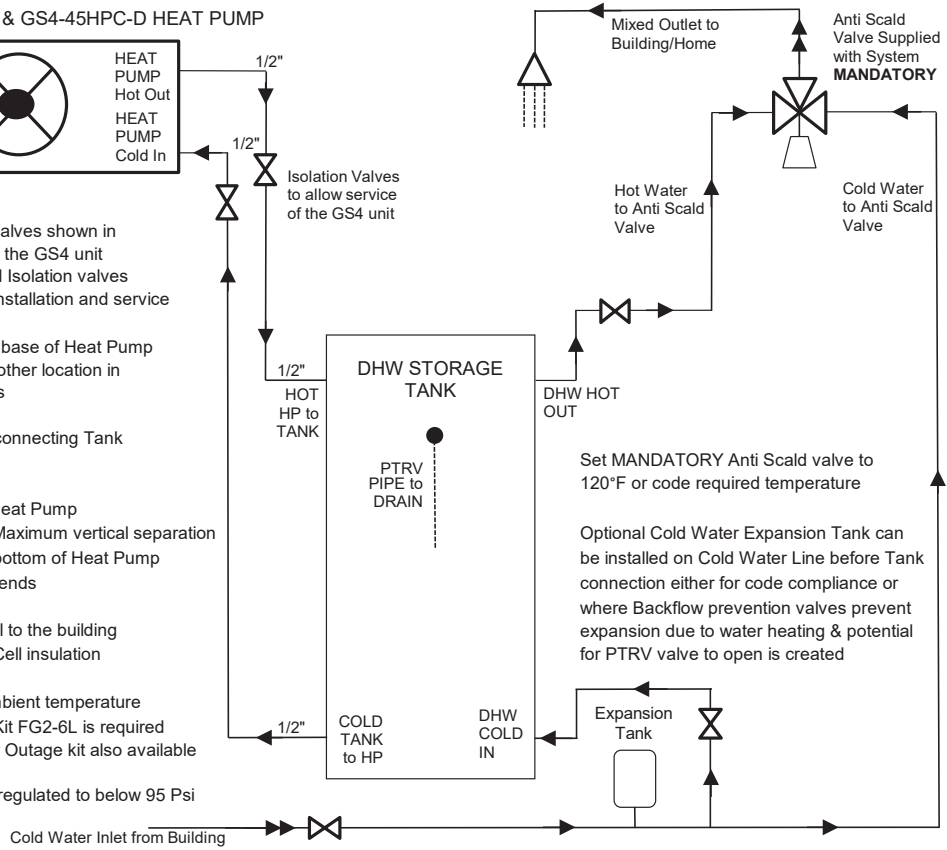 & GS4-45HPC-D HEAT PUMP
HEAT
PUMP
Hot Out
HEAT
PUMP
Cold In
1/2"
1/2"
Isolation Valves
to allow service
of the GS4 unit
Mixed Outlet to
Building/Home
Anti Scald
Valve Supplied
with System
MANDATORY
Hot Water
to Anti Scald
Valve
Cold Water
to Anti Scald
Valve
alves shown in
the GS4 unit
Isolation valves
nstallation and service
base of Heat Pump
other location in
s
connecting Tank
eat Pump
Maximum vertical separation
bottom of Heat Pump
ends
l to the building
Cell insulation
mbient temperature
Kit FG2-6L is required
Outage kit also available
regulated to below 95 Psi
1/2"
HOT
HP to
TANK
DHW STORAGE
TANK
PTRV
PIPE to
DRAIN
DHW HOT
OUT
Set MANDATORY Anti Scald valve to
120°F or code required temperature
Optional Cold Water Expansion Tank can
be installed on Cold Water Line before Tank
connection either for code compliance or
where Backflow prevention valves prevent
expansion due to water heating & potential
for PTRV valve to open is created
1/2"
COLD
TANK
to HP
DHW
COLD
IN
Expansion
Tank
Cold Water Inlet from Building